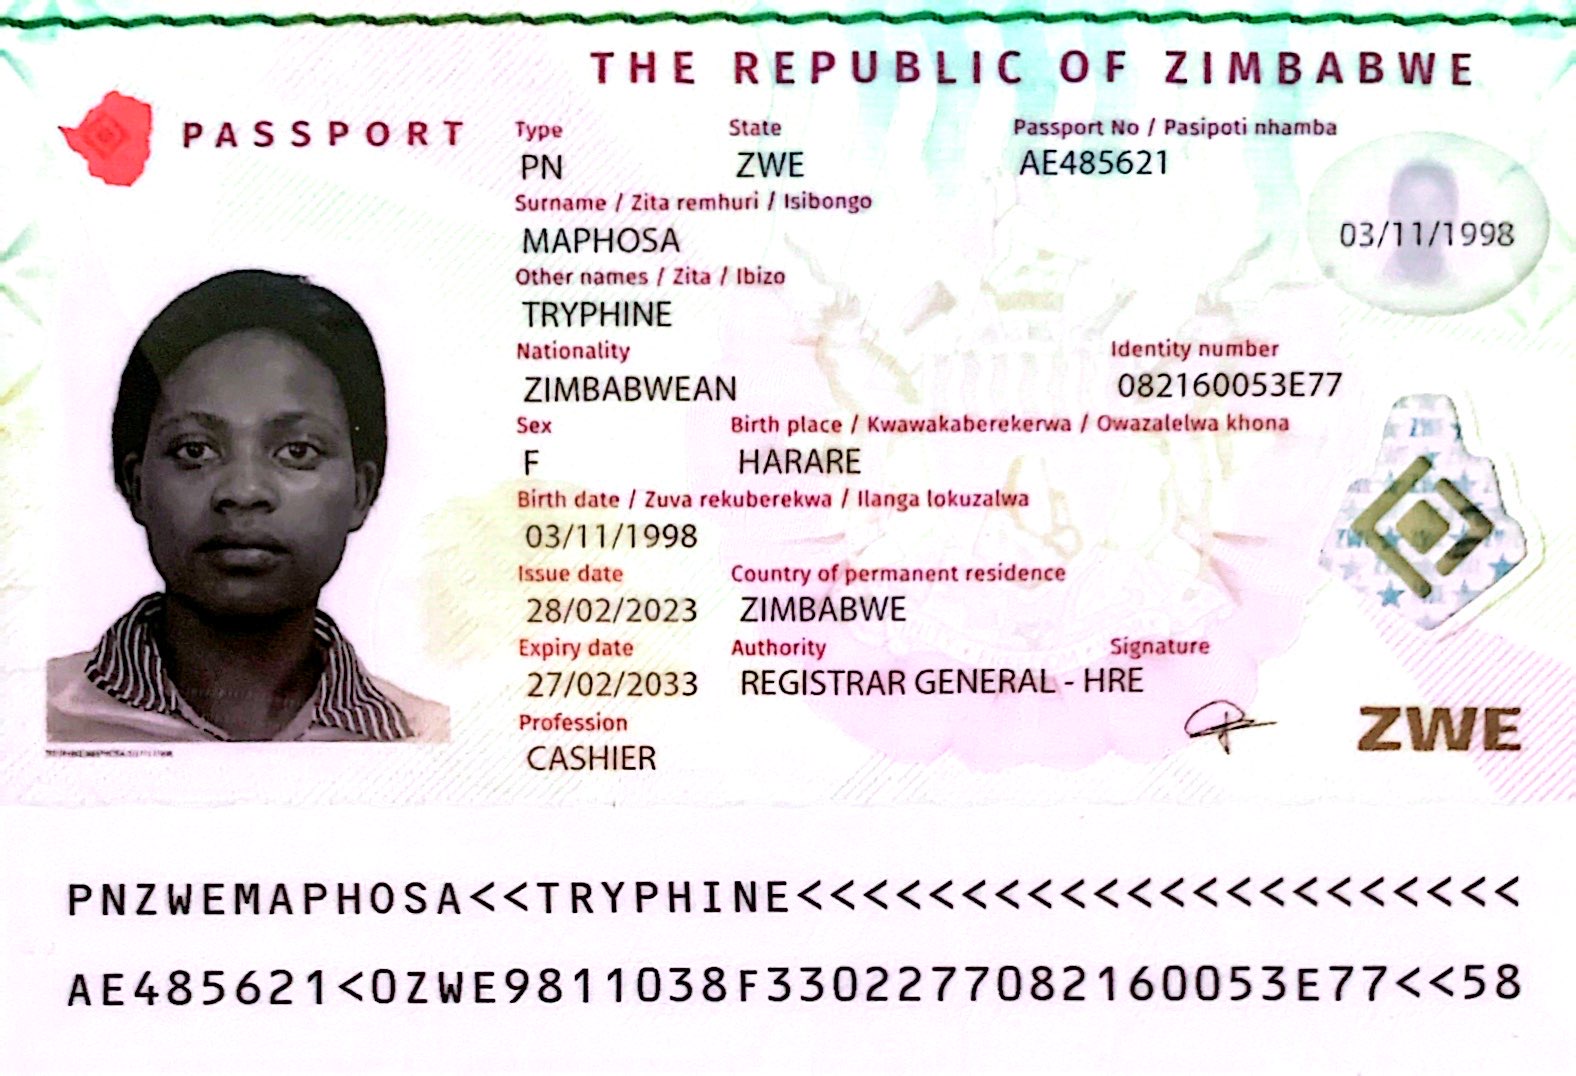 THE REPUBLIC OF ZIMBABWE
PASSPORT
Type State Passport No / Pasipoti nhamba
PN ZWE AE485621
Surname / Zita remhuri / Isibongo
MAPHOSA
03/11/1998
Other names / Zita / Ibizo
TRYPHINE
Nationality Identity number
ZIMBABWEAN 082160053E77
Sex Birth place / Kwawakaberekerwa / Owazalelwa khona
F HARARE
Birth date / Zuva rekuberekwa / Ilanga lokuzalwa
03/11/1998
Issue date Country of permanent residence
28/02/2023 ZIMBABWE
Expiry date Authority Signature
27/02/2033 REGISTRAR GENERAL - HRE
Profession
CASHIER
ZWE
PNZWEMAPHOSA<<TRYPHINE<<<<<<<<<<<<<<<<<<<<<<
AE485621<0ZWE9811038F3302277082160053E77<<58